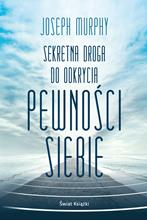 JOSEPH MURPHY
SEKRETNA DROGA
DO ODKRYCIA
PEWNOŚCI
SIEBIE
Świat Książki